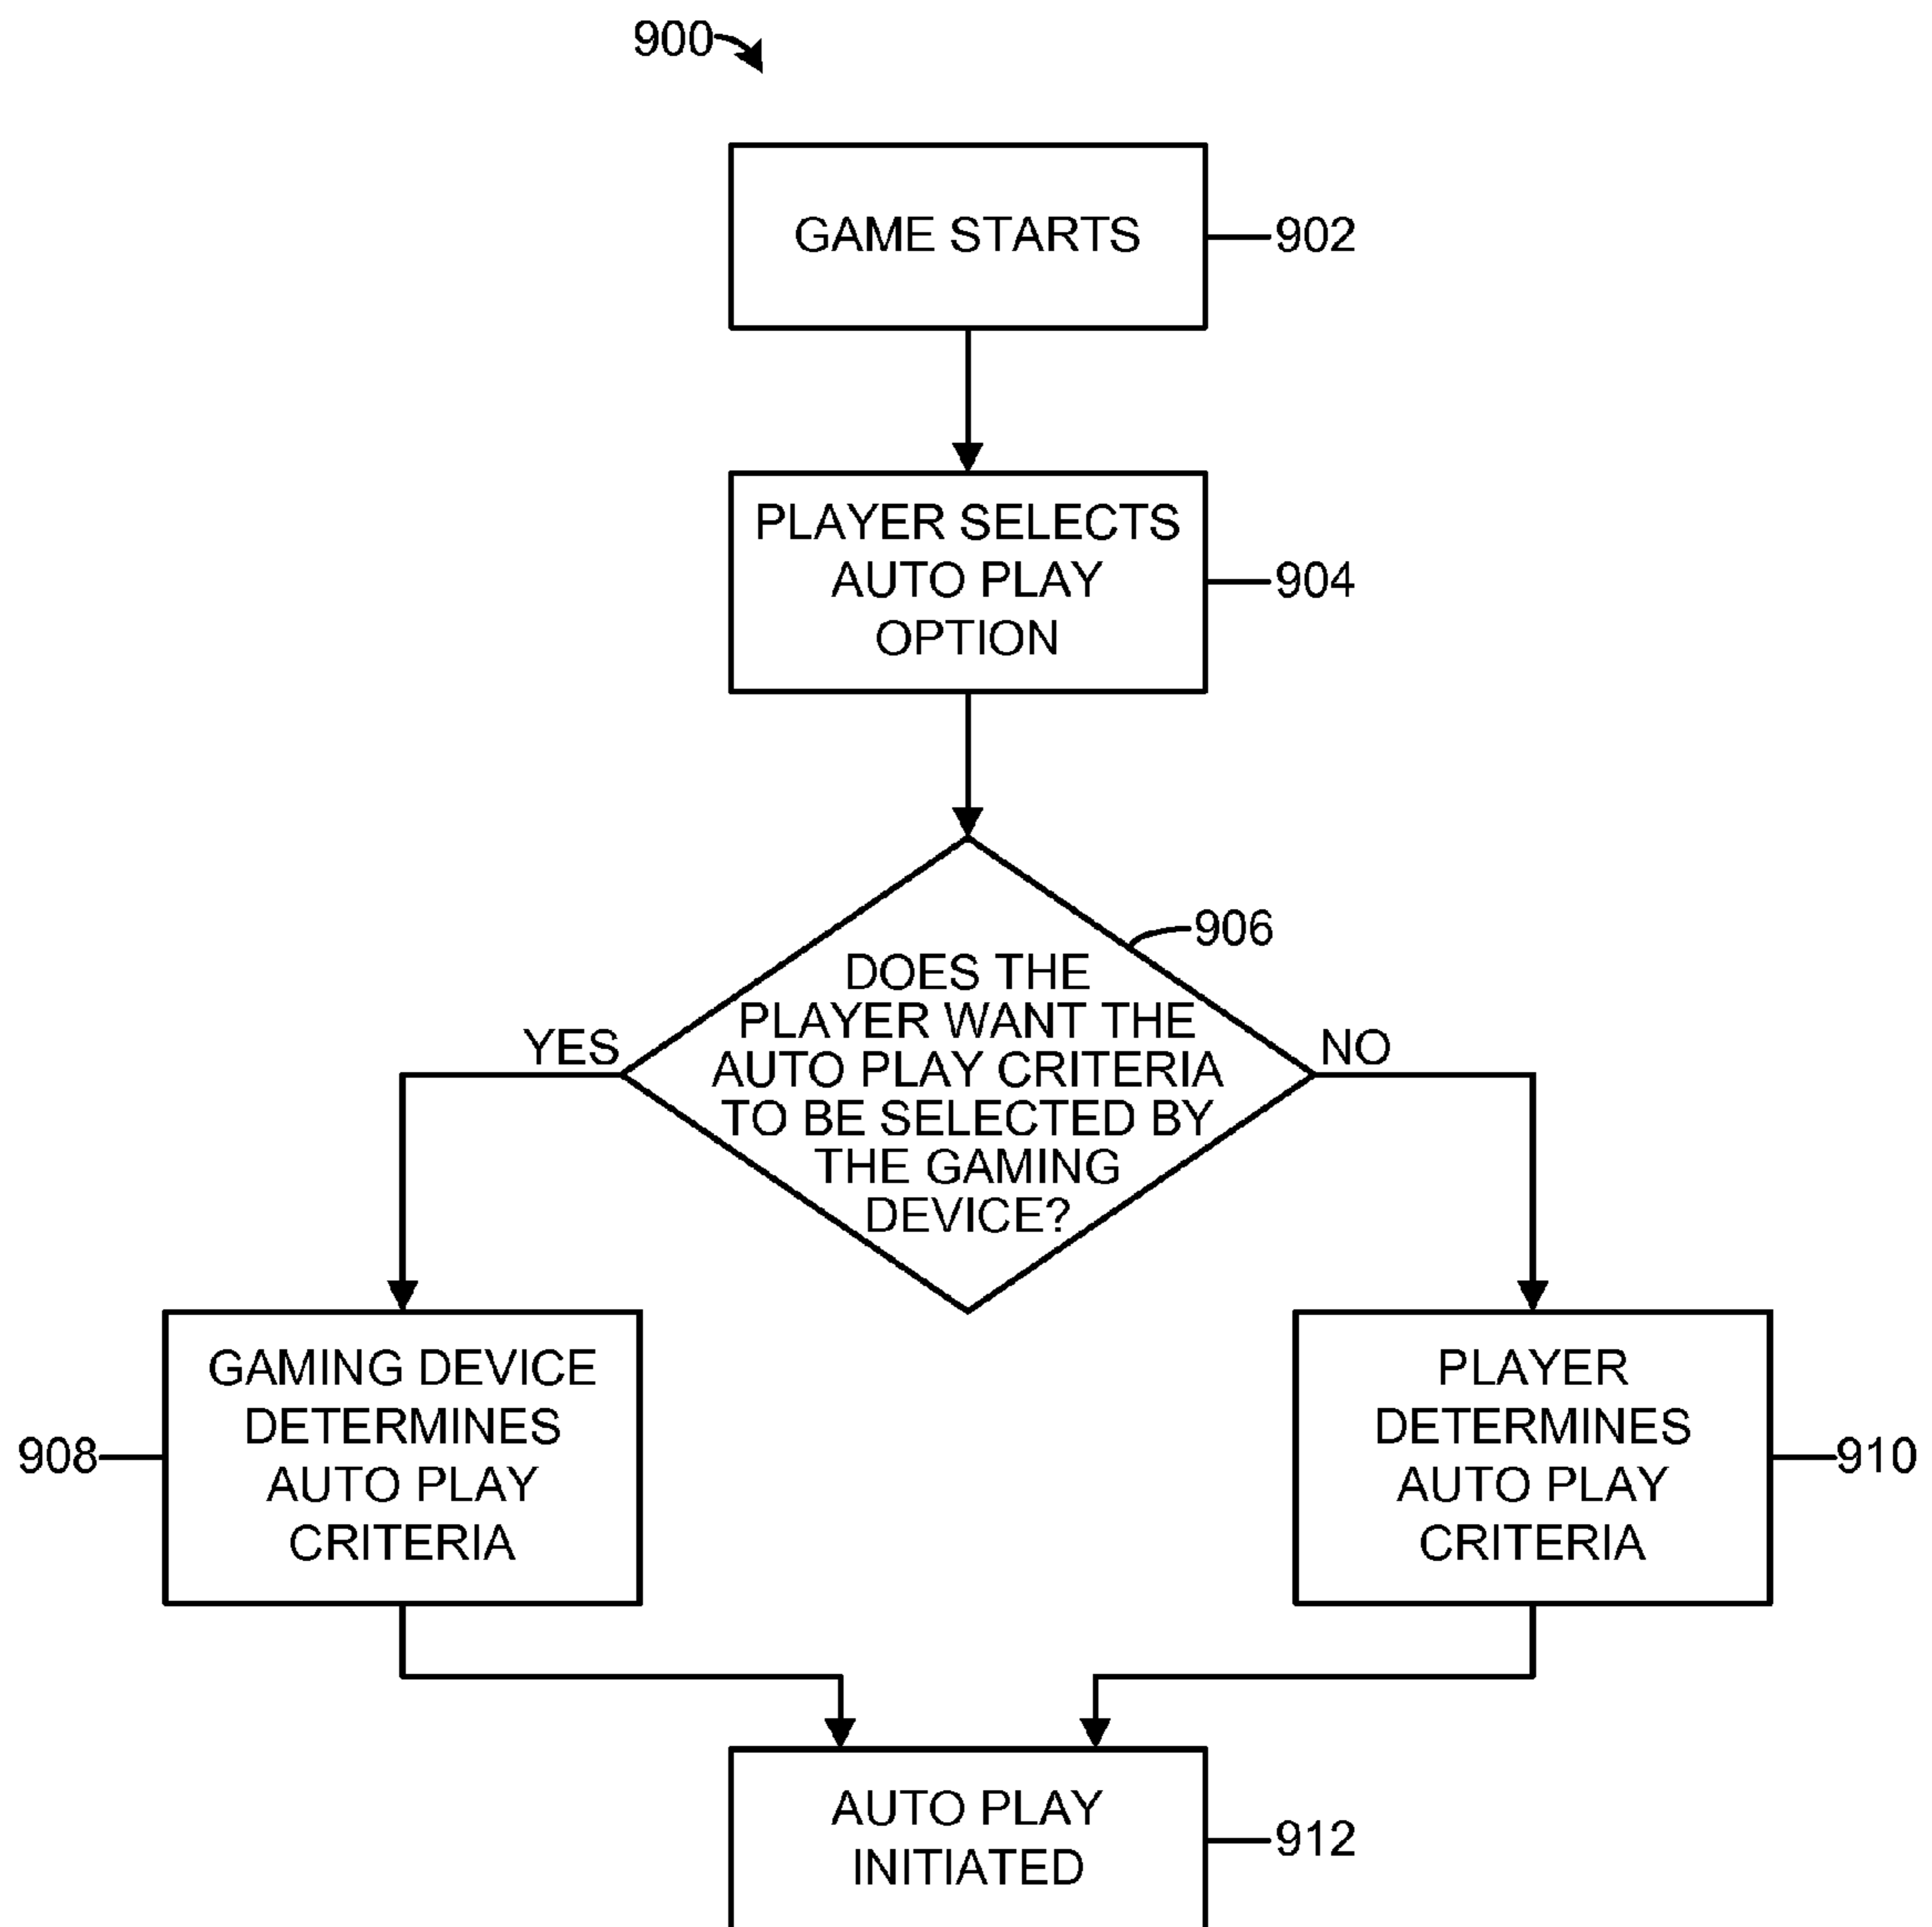 900
GAME STARTS
902
PLAYER SELECTS
AUTO PLAY
OPTION
904
906
DOES THE
PLAYER WANT THE
AUTO PLAY CRITERIA
TO BE SELECTED BY
THE GAMING
DEVICE?
YES
NO
GAMING DEVICE
DETERMINES
AUTO PLAY
CRITERIA
908
PLAYER
DETERMINES
AUTO PLAY
CRITERIA
910
AUTO PLAY
INITIATED
912